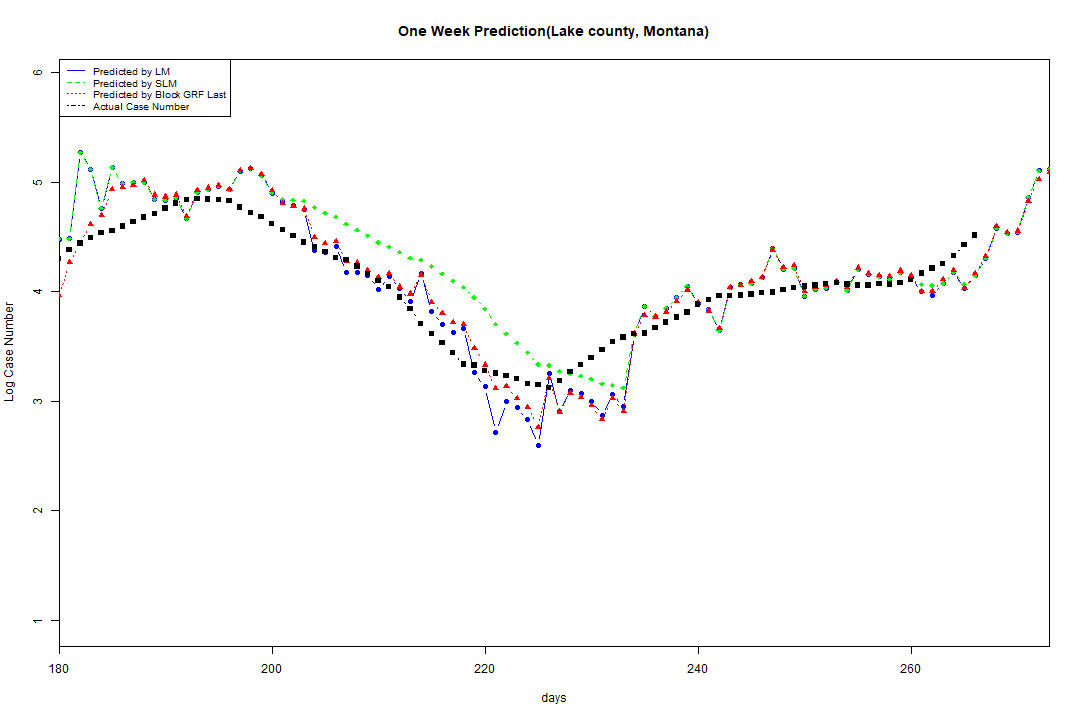 One Week Prediction(Lake county, Montana)
Predicted by LM
Predicted by SLM
Predicted by Block GRF Last
Actual Case Number
6
5
4
3
2
1
Log Case Number
180 200 220 240 260
days